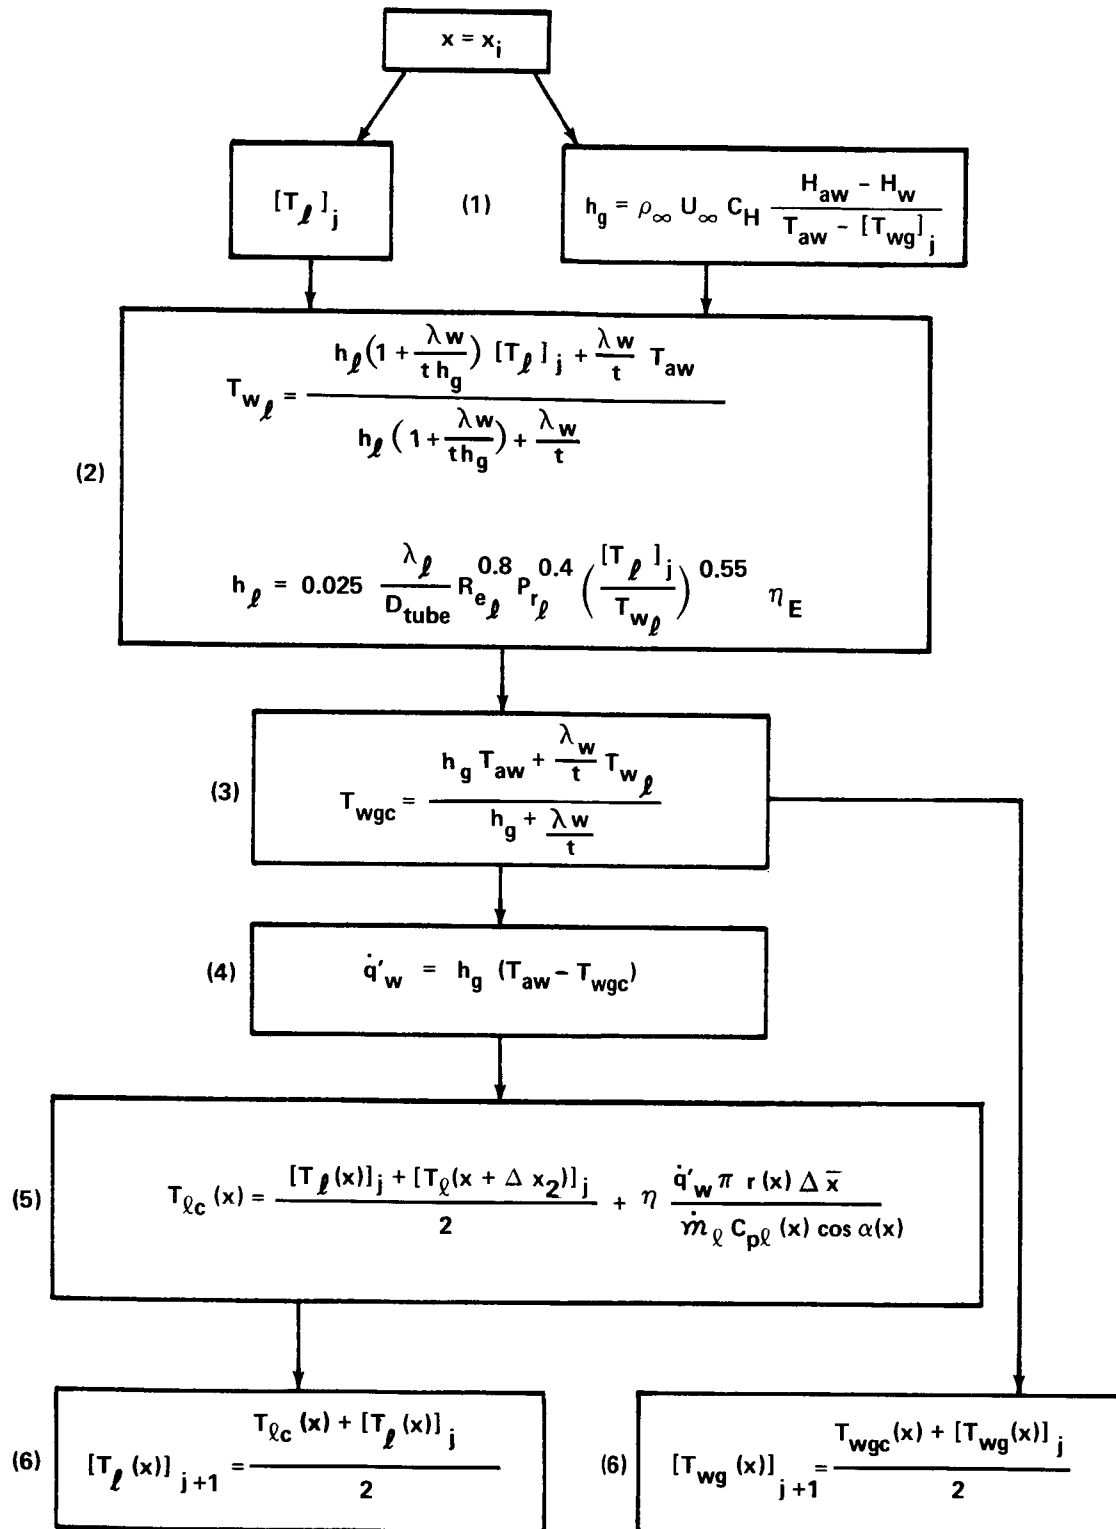 x = x_i
[T_ℓ]_j
(1)
h_g = ρ_∞ U_∞ C_H (H_aw − H_w) / (T_aw − [T_wg]_j)
(2)
T_wℓ = (h_ℓ (1 + λw / t h_g) [T_ℓ]_j + (λw / t) T_aw) / (h_ℓ (1 + λw / t h_g) + λ_w / t)
h_ℓ = 0.025 (λ_ℓ / D_tube) R_eℓ^0.8 P_rℓ^0.4 ([T_ℓ]_j / T_wℓ)^0.55 η_E
(3)
T_wgc = (h_g T_aw + (λ_w / t) T_wℓ) / (h_g + λw / t)
(4)
q̇'_w = h_g (T_aw − T_wgc)
(5)
T_ℓc (x) = ([T_ℓ(x)]_j + [T_ℓ(x + Δ x_2)]_j) / 2 + η (q̇'_w π r(x) Δ x̄) / (ṁ_ℓ C_pℓ (x) cos α(x))
(6)
[T_ℓ (x)]_j+1 = (T_ℓc (x) + [T_ℓ (x)]_j) / 2
(6)
[T_wg (x)]_j+1 = (T_wgc(x) + [T_wg(x)]_j) / 2